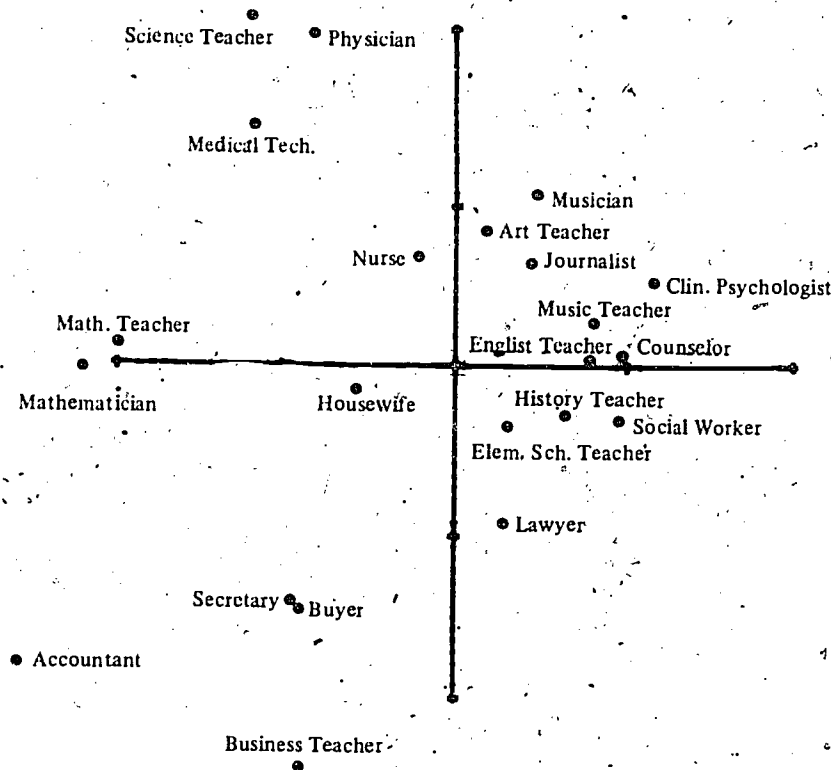 Science Teacher
Physician
Medical Tech.
Musician
Art Teacher
Nurse
Journalist
Clin. Psychologist
Music Teacher
Math. Teacher
Englist Teacher
Counselor
Mathematician
Housewife
History Teacher
Social Worker
Elem. Sch. Teacher
Lawyer
Secretary
Buyer
Accountant
Business Teacher